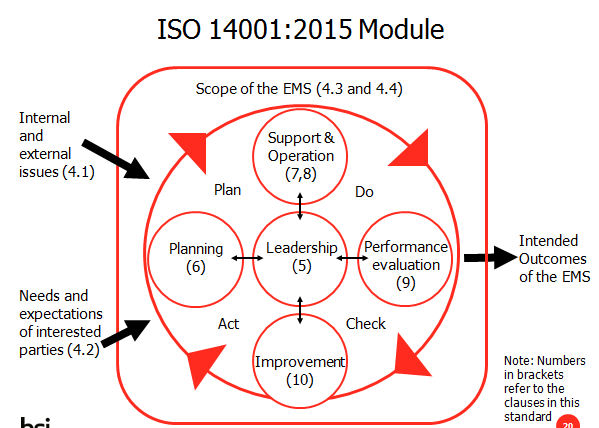 ISO 14001:2015 Module
Scope of the EMS (4.3 and 4.4)
Internal
and
external
issues (4.1)
Support &
Operation
(7,8)
Plan
Do
Planning
(6)
Leadership
(5)
Performance
evaluation
(9)
Intended
Outcomes
of the EMS
Needs and
expectations
of interested
parties (4.2)
Act
Check
Improvement
(10)
Note: Numbers
in brackets
refer to the
clauses in this
standard
bsi
20